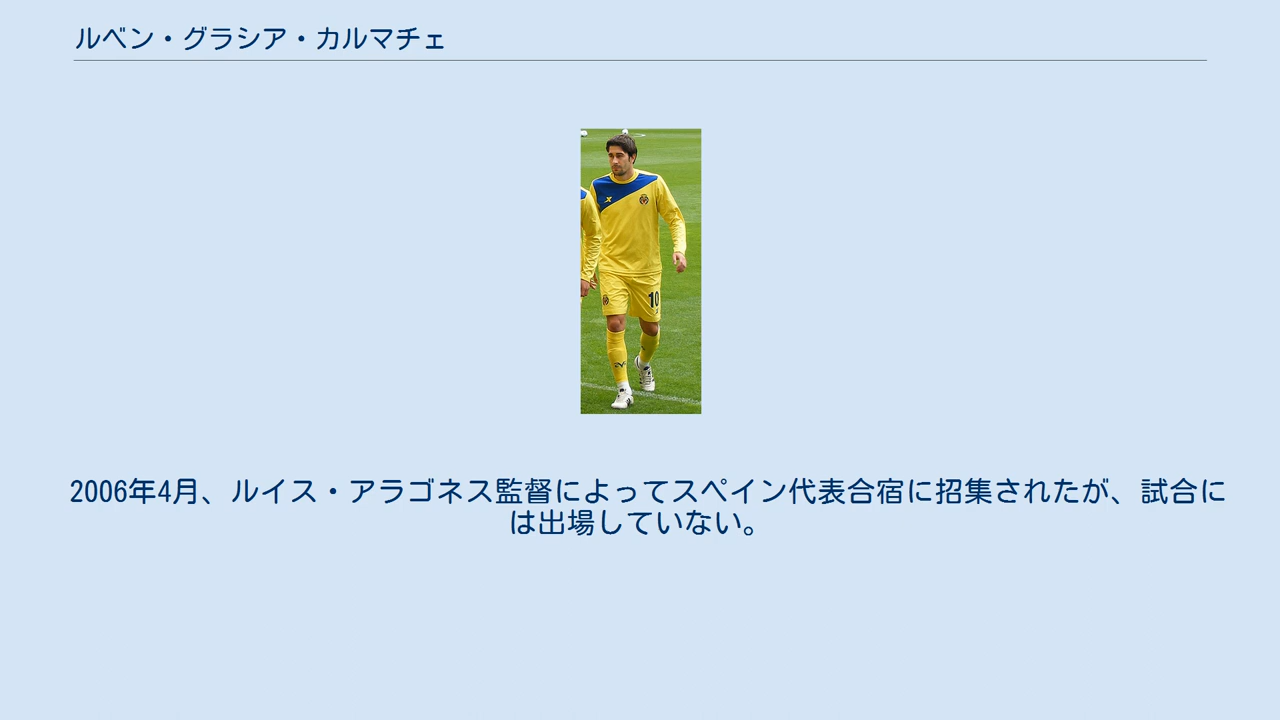 ルベン・グラシア・カルマチェ
10
2006年4月、ルイス・アラゴネス監督によってスペイン代表合宿に招集されたが、試合に
は出場していない。